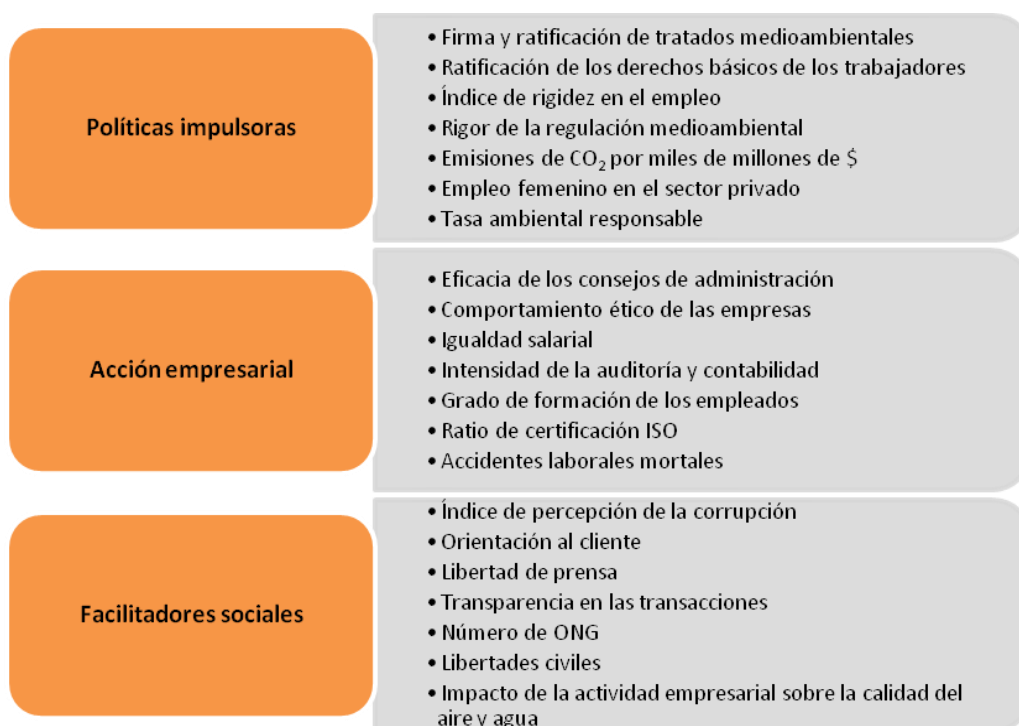 Políticas impulsoras
• Firma y ratificación de tratados medioambientales
• Ratificación de los derechos básicos de los trabajadores
• Índice de rigidez en el empleo
• Rigor de la regulación medioambiental
• Emisiones de CO₂ por miles de millones de $
• Empleo femenino en el sector privado
• Tasa ambiental responsable
Acción empresarial
• Eficacia de los consejos de administración
• Comportamiento ético de las empresas
• Igualdad salarial
• Intensidad de la auditoría y contabilidad
• Grado de formación de los empleados
• Ratio de certificación ISO
• Accidentes laborales mortales
Facilitadores sociales
• Índice de percepción de la corrupción
• Orientación al cliente
• Libertad de prensa
• Transparencia en las transacciones
• Número de ONG
• Libertades civiles
• Impacto de la actividad empresarial sobre la calidad del
aire y agua